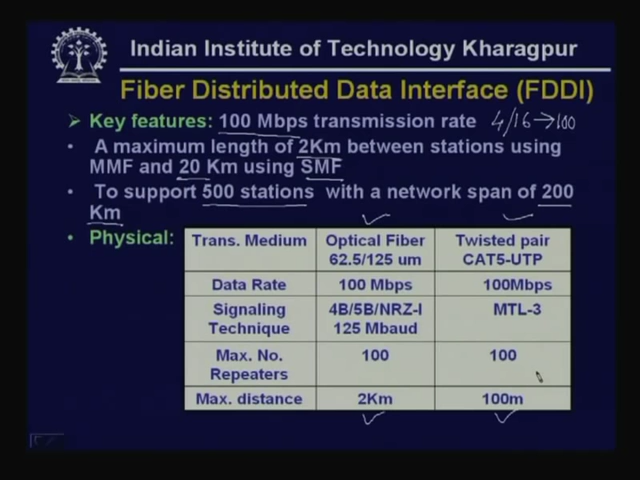 Indian Institute of Technology Kharagpur
Fiber Distributed Data Interface (FDDI)
Key features: 100 Mbps transmission rate 4/16→100
A maximum length of 2Km between stations using
MMF and 20 Km using SMF
To support 500 stations with a network span of 200
Km
Physical:
Trans. Medium Optical Fiber 62.5/125 um Twisted pair CAT5-UTP
Data Rate 100 Mbps 100Mbps
Signaling Technique 4B/5B/NRZ-I 125 Mbaud MTL-3
Max. No. Repeaters 100 100
Max. distance 2Km 100m